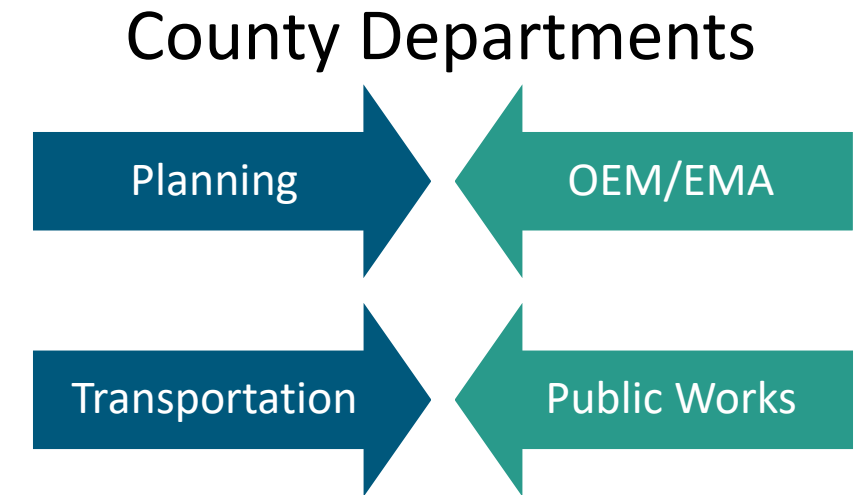 County Departments
Planning
OEM/EMA
Transportation
Public Works